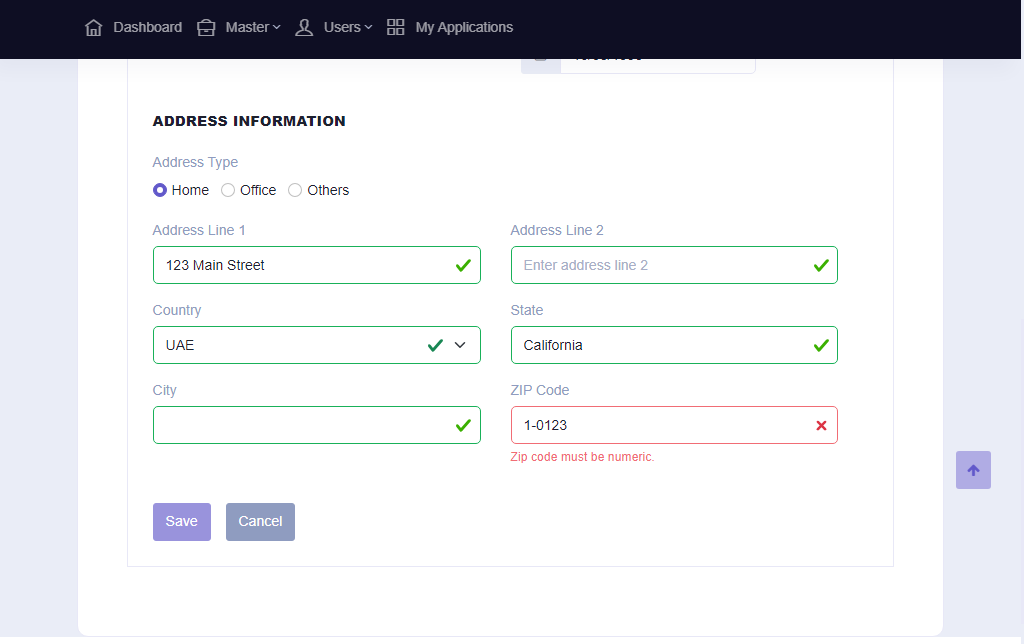 Dashboard Master Users My Applications
ADDRESS INFORMATION
Address Type
Home Office Others
Address Line 1 Address Line 2
123 Main Street Enter address line 2
Country State
UAE California
City ZIP Code
1-0123
Zip code must be numeric.
Save Cancel